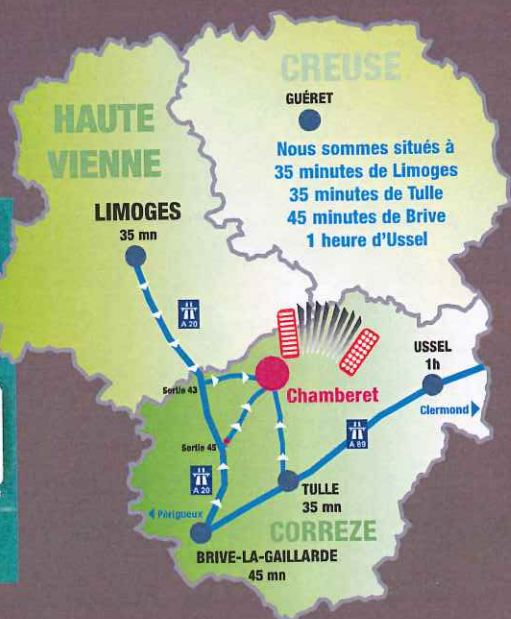 CREUSE
GUÉRET
HAUTE
VIENNE
Nous sommes situés à
35 minutes de Limoges
35 minutes de Tulle
45 minutes de Brive
1 heure d'Ussel
LIMOGES
35 mn
A 20
USSEL
1h
Sortie 43
Chamberet
Clermond
Sortie 45
A 89
A 20
TULLE
35 mn
Périgueux
CORREZE
BRIVE-LA-GAILLARDE
45 mn